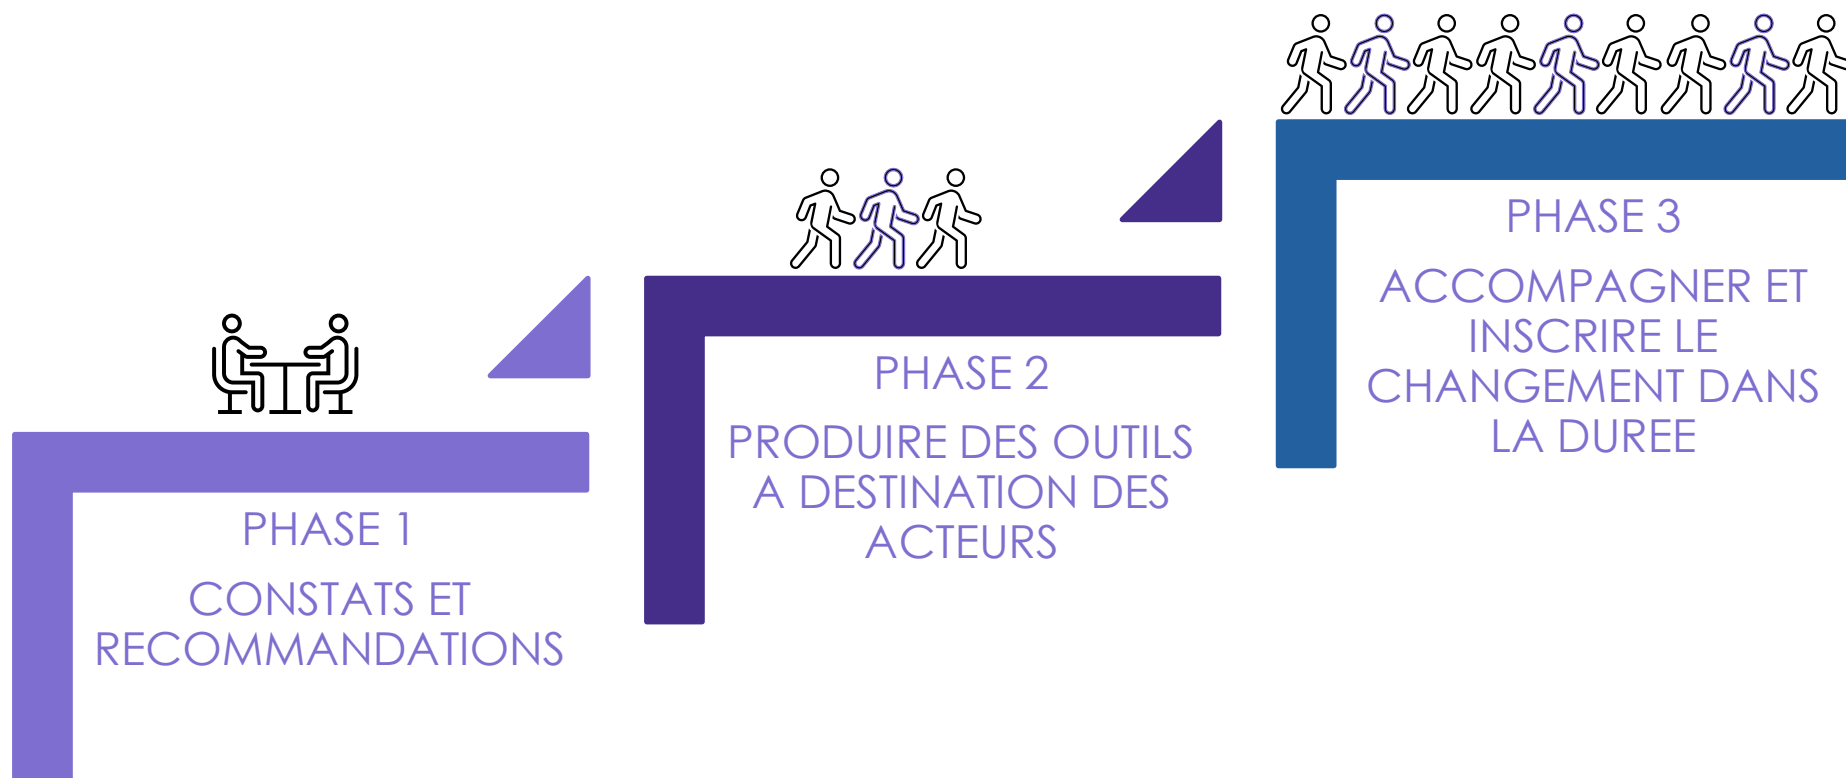 PHASE 1
CONSTATS ET
RECOMMANDATIONS
PHASE 2
PRODUIRE DES OUTILS
A DESTINATION DES
ACTEURS
PHASE 3
ACCOMPAGNER ET
INSCRIRE LE
CHANGEMENT DANS
LA DUREE